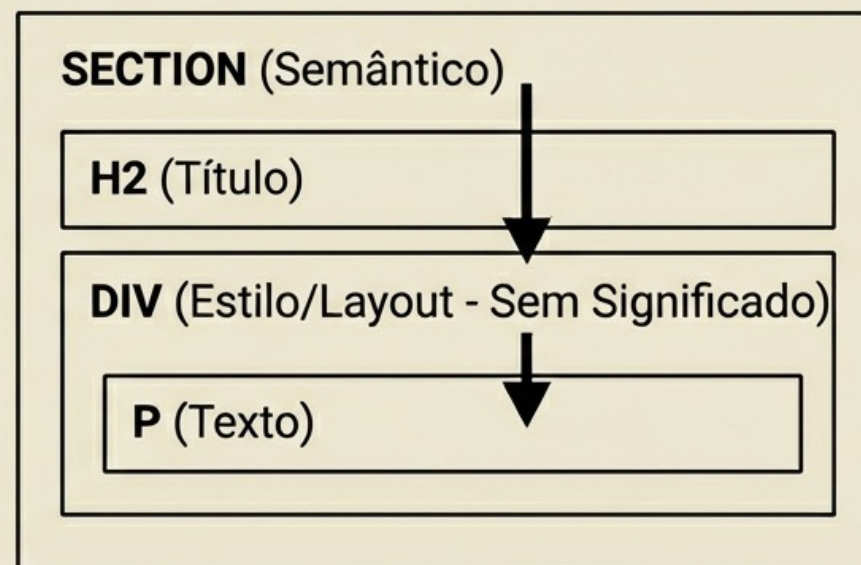 SECTION (Semântico)
H2 (Título)
DIV (Estilo/Layout - Sem Significado)
P (Texto)